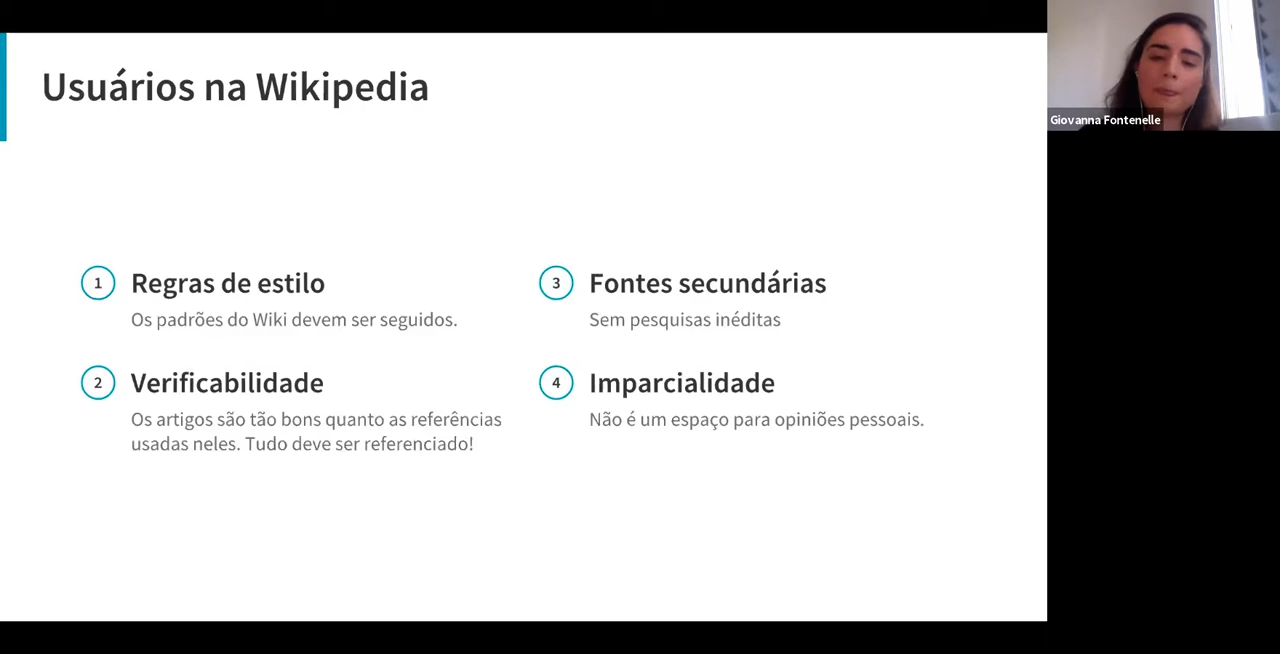 Usuários na Wikipedia
1
Regras de estilo
Os padrões do Wiki devem ser seguidos.
2
Verificabilidade
Os artigos são tão bons quanto as referências
usadas neles. Tudo deve ser referenciado!
3
Fontes secundárias
Sem pesquisas inéditas
4
Imparcialidade
Não é um espaço para opiniões pessoais.
Giovanna Fontenelle